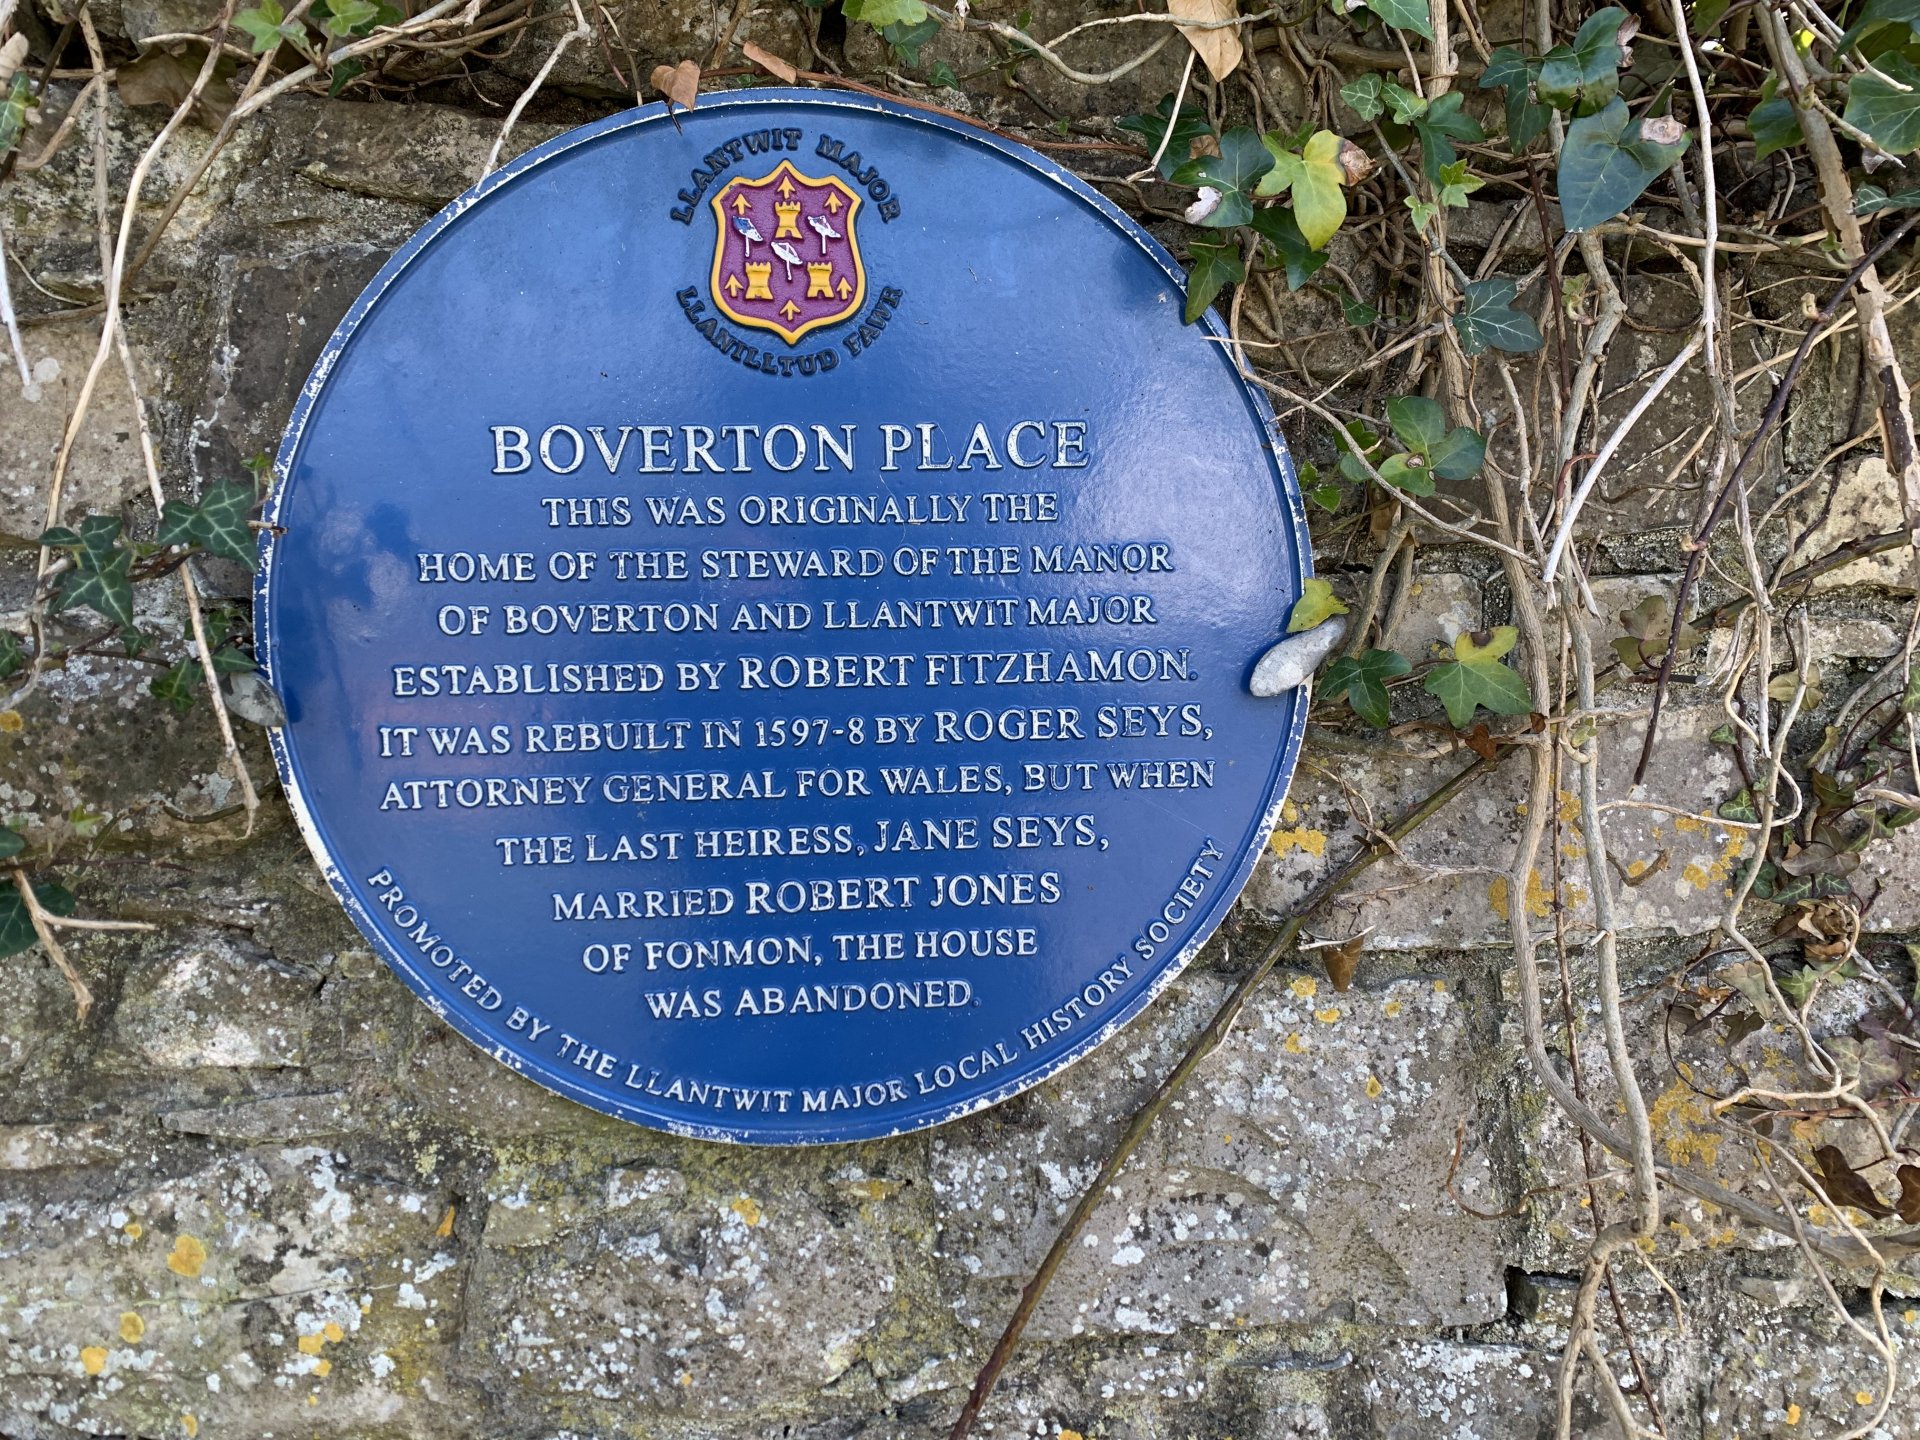 LLANTWIT MAJOR
LLANILLTUD FAWR
BOVERTON PLACE
THIS WAS ORIGINALLY THE
HOME OF THE STEWARD OF THE MANOR
OF BOVERTON AND LLANTWIT MAJOR
ESTABLISHED BY ROBERT FITZHAMON.
IT WAS REBUILT IN 1597-8 BY ROGER SEYS,
ATTORNEY GENERAL FOR WALES, BUT WHEN
THE LAST HEIRESS, JANE SEYS,
MARRIED ROBERT JONES
OF FONMON, THE HOUSE
WAS ABANDONED.
PROMOTED BY THE LLANTWIT MAJOR LOCAL HISTORY SOCIETY